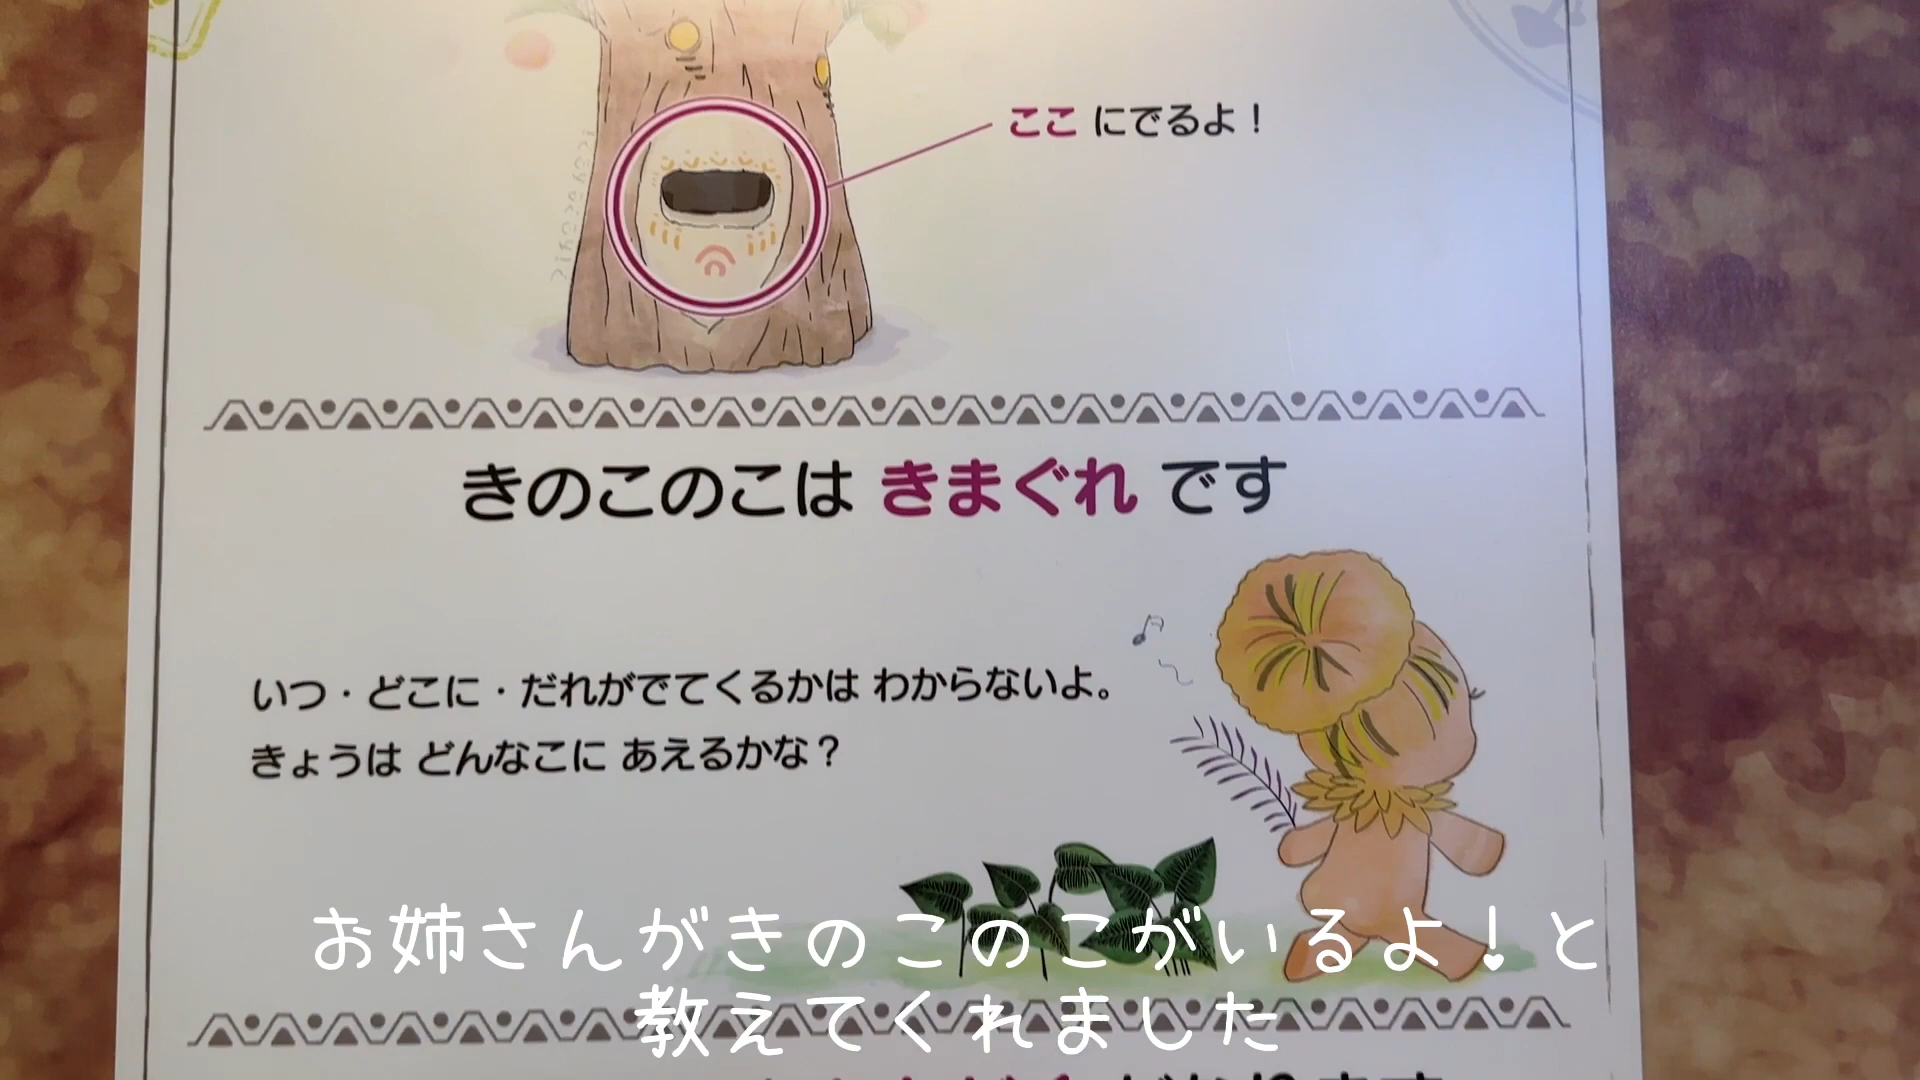 ここ にでるよ！
きのこのこは きまぐれ です
いつ・どこに・だれがでてくるかは わからないよ。
きょうは どんなこに あえるかな？
お姉さんがきのこのこがいるよ！と
教えてくれました